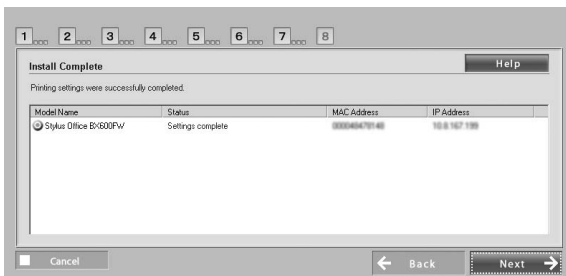 1 2 3 4 5 6 7 8
Install Complete Help
Printing settings were successfully completed.
Model Name Status MAC Address IP Address
Stylus Office BX600FW Settings complete
Cancel Back Next